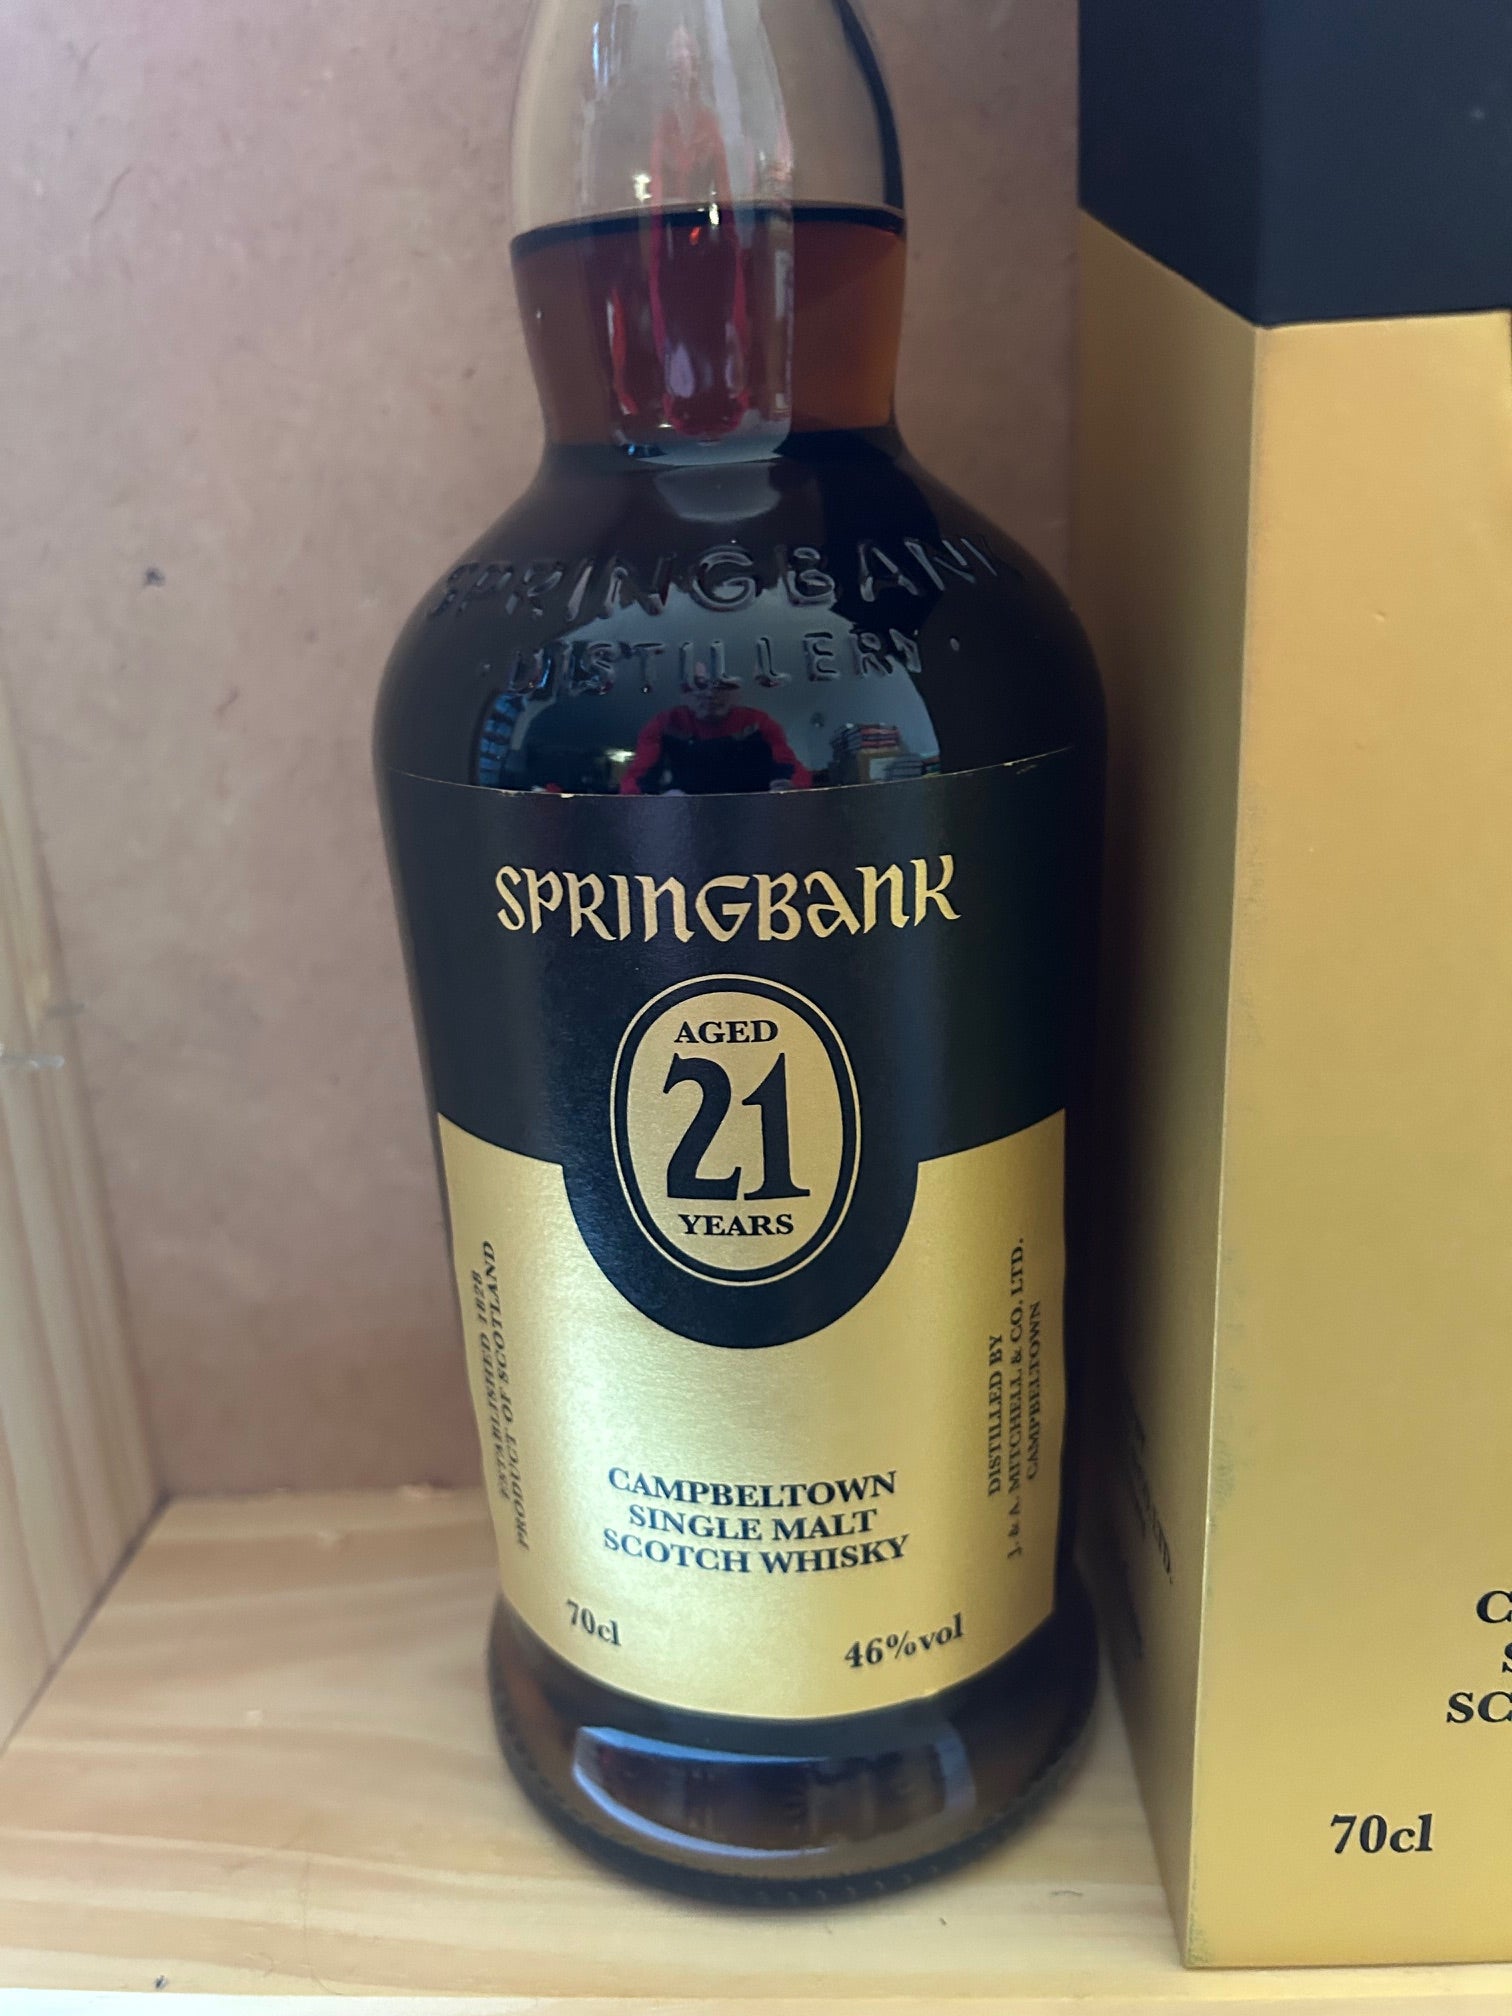 SPRINGBANK
· DISTILLERY ·
SPRINGBANK
AGED
21
YEARS
ESTABLISHED 1828
PRODUCT OF SCOTLAND
DISTILLED BY
J. & A. MITCHELL & CO. LTD.
CAMPBELTOWN
CAMPBELTOWN
SINGLE MALT
SCOTCH WHISKY
70cl
46%vol
C
S
SC
70cl